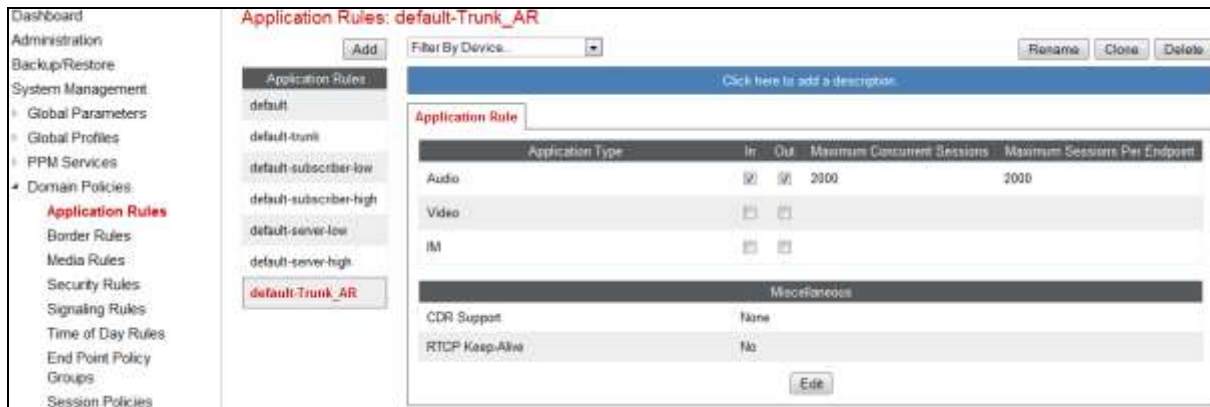 Dashboard
Administration
Backup/Restore
System Management
Global Parameters
Global Profiles
PPM Services
Domain Policies
Application Rules
Border Rules
Media Rules
Security Rules
Signaling Rules
Time of Day Rules
End Point Policy
Groups
Session Policies
Application Rules: default-Trunk_AR
Add
Filter By Device...
Rename Clone Delete
Application Rules
default
default-trunk
default-subscriber-low
default-subscriber-high
default-server-low
default-server-high
default-Trunk_AR
Click here to add a description.
Application Rule
Application Type In Out Maximum Concurrent Sessions Maximum Sessions Per Endpoint
Audio 2000 2000
Video
IM
Miscellaneous
CDR Support None
RTCP Keep-Alive No
Edit